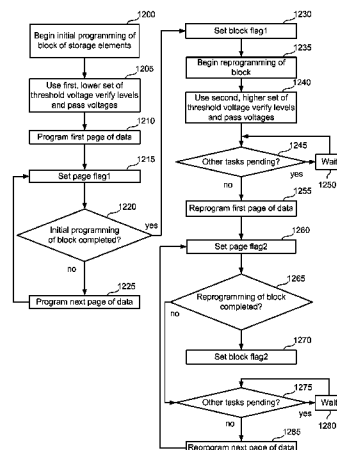 1200
Begin initial programming
of block of storage elements
1205
Use first, lower set of
threshold voltage verify levels
and pass voltages
1210
Program first page of data
1215
Set page flag1
1220
Initial programming
of block completed?
yes
no
1225
Program next page of data
1230
Set block flag1
1235
Begin reprogramming
of block
1240
Use second, higher set of
threshold voltage verify levels
and pass voltages
1245
Other tasks pending?
yes
Wait
1250
no
1255
Reprogram first page of data
1260
Set page flag2
1265
Reprogramming of block
completed?
no
1270
Set block flag2
1275
Other tasks pending?
yes
Wait
1280
no
1285
Reprogram next page of data